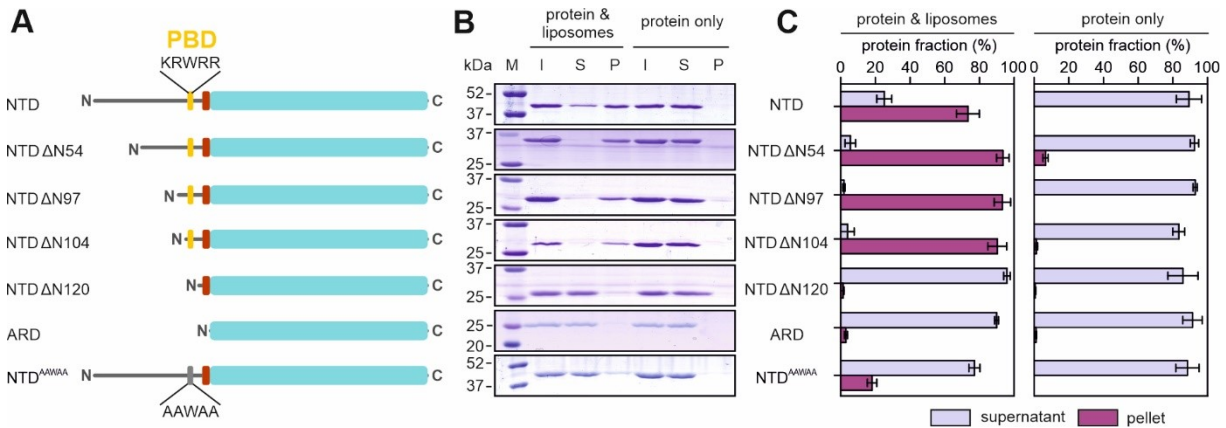 A
PBD
KRWRR
NTD N C
NTD ΔN54 N C
NTD ΔN97 N C
NTD ΔN104 N C
NTD ΔN120 N C
ARD N C
NTD^AAWAA N C
AAWAA
B
protein & liposomes protein only
kDa M I S P I S P
52
37
37
25
37
25
37
25
37
25
25
20
52
37
C
protein & liposomes protein only
protein fraction (%) protein fraction (%)
0 20 40 60 80 100 0 20 40 60 80 100
NTD
NTD ΔN54
NTD ΔN97
NTD ΔN104
NTD ΔN120
ARD
NTD^AAWAA
supernatant pellet